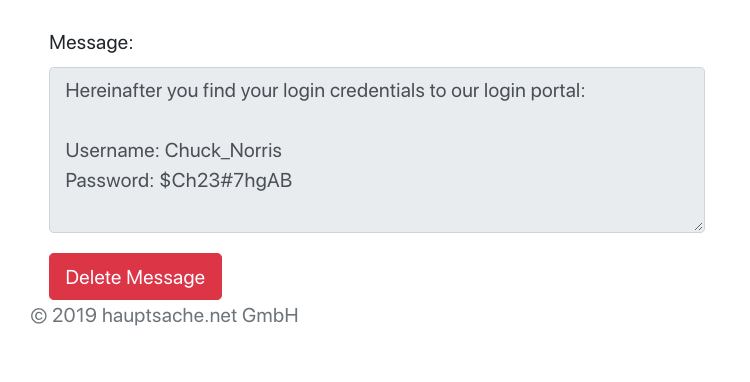 Message:
Hereinafter you find your login credentials to our login portal:
Username: Chuck_Norris
Password: $Ch23#7hgAB
Delete Message
© 2019 hauptsache.net GmbH